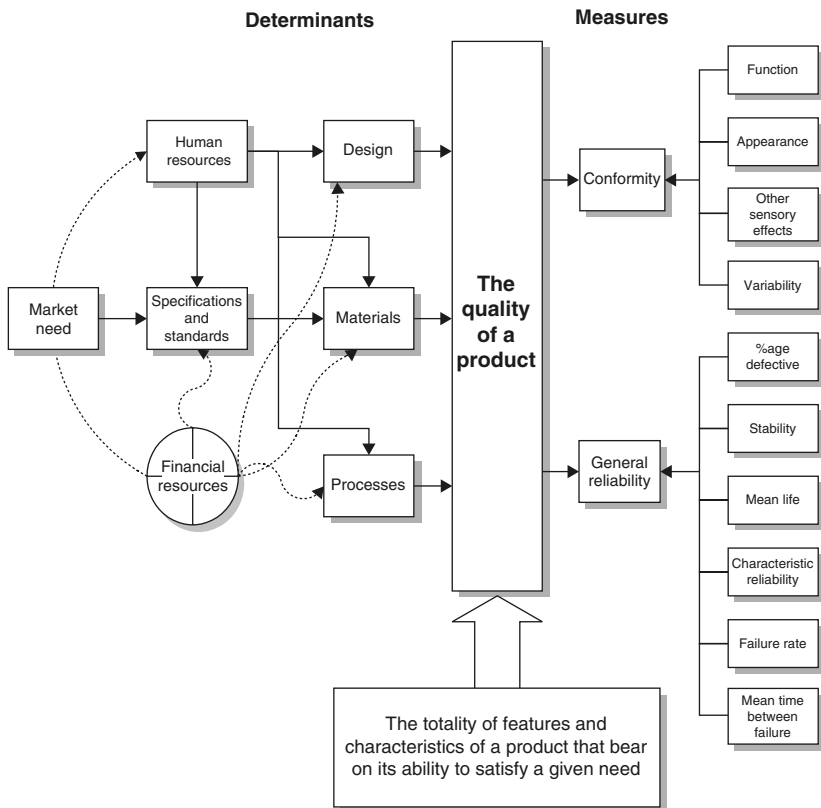 Determinants
Measures
Human
resources
Design
Market
need
Specifications
and
standards
Materials
Financial
resources
Processes
The
quality
of a
product
Conformity
Function
Appearance
Other
sensory
effects
Variability
General
reliability
%age
defective
Stability
Mean life
Characteristic
reliability
Failure rate
Mean time
between
failure
The totality of features and
characteristics of a product that bear
on its ability to satisfy a given need